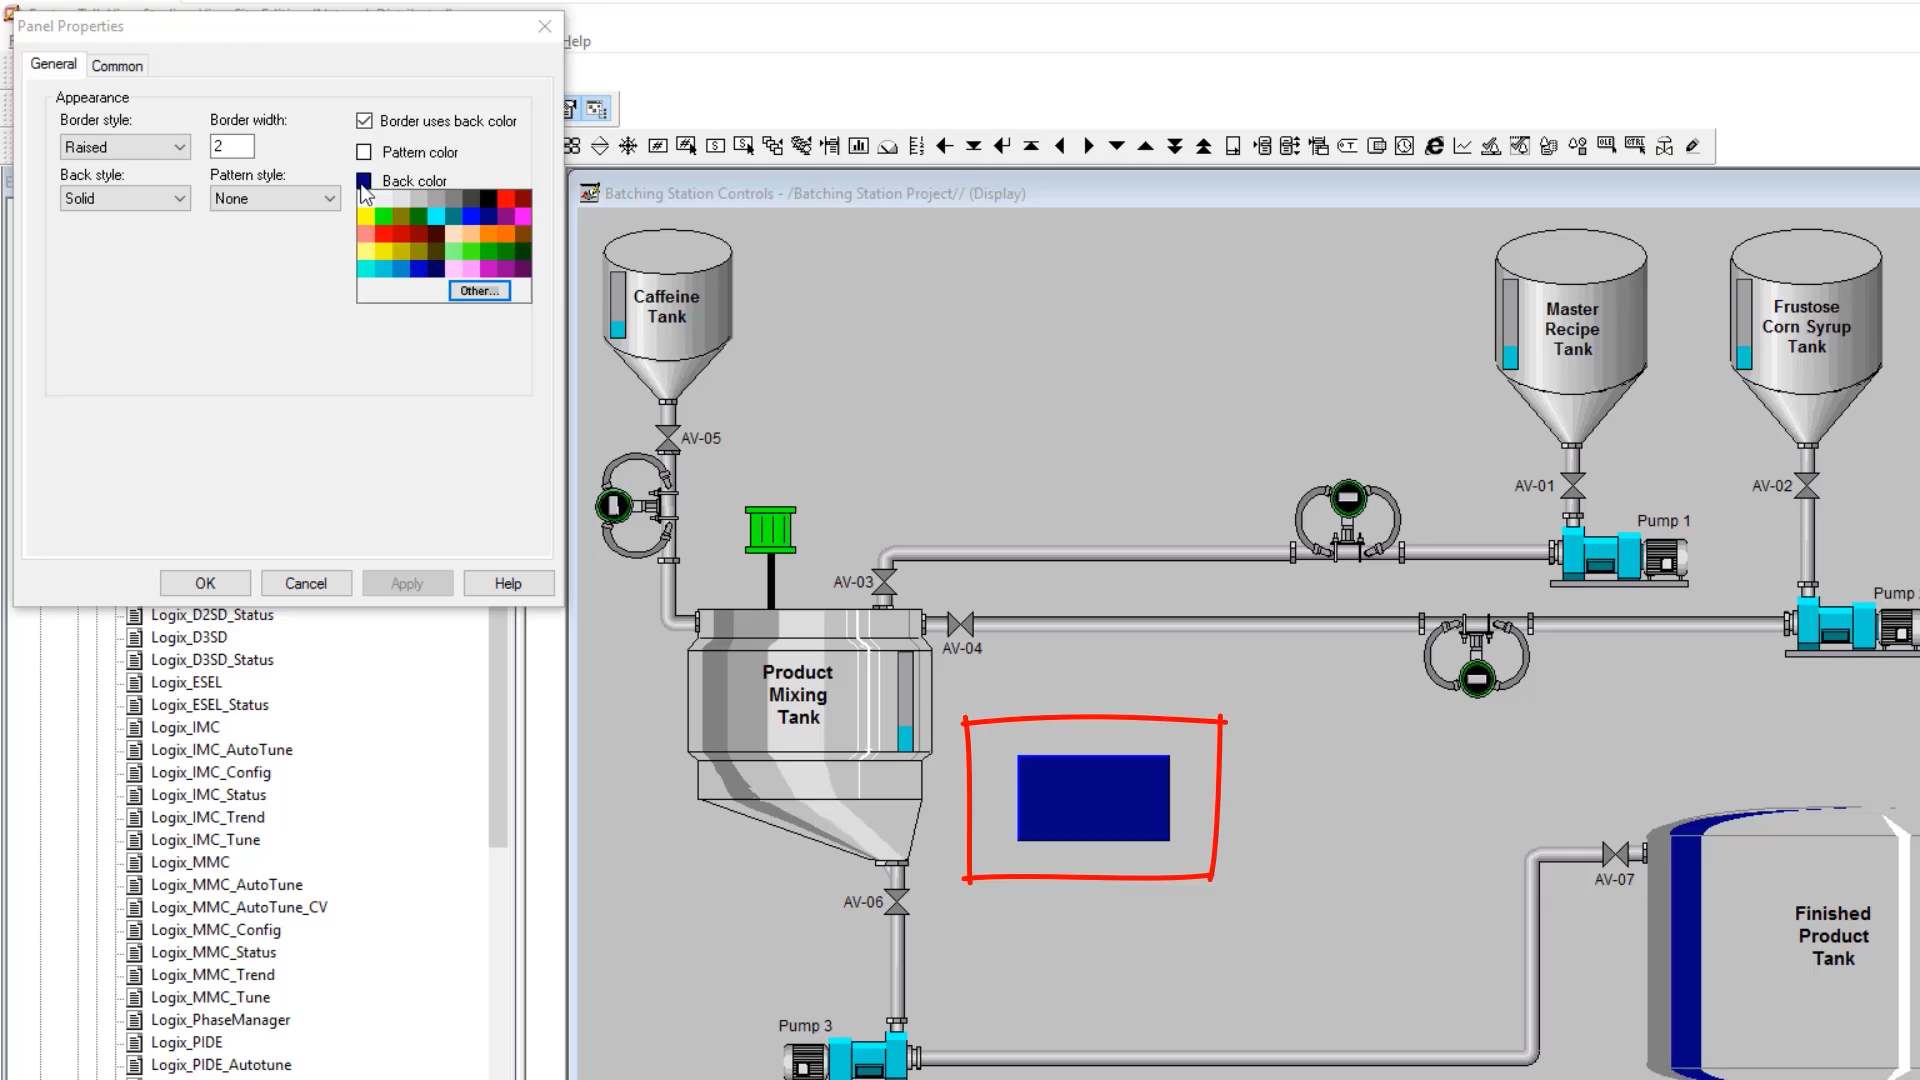 Panel Properties
Help
General
Common
Appearance
Border style:
Border width:
Border uses back color
Raised
2
Pattern color
Back style:
Pattern style:
Back color
Solid
None
Other...
OK
Cancel
Apply
Help
Batching Station Controls - /Batching Station Project// (Display)
Caffeine
Tank
Master
Recipe
Tank
Frustose
Corn Syrup
Tank
AV-05
AV-01
AV-02
Pump 1
AV-03
Pump
AV-04
Product
Mixing
Tank
AV-07
AV-06
Finished
Product
Tank
Pump 3
Logix_D2SD_Status
Logix_D3SD
Logix_D3SD_Status
Logix_ESEL
Logix_ESEL_Status
Logix_IMC
Logix_IMC_AutoTune
Logix_IMC_Config
Logix_IMC_Status
Logix_IMC_Trend
Logix_IMC_Tune
Logix_MMC
Logix_MMC_AutoTune
Logix_MMC_AutoTune_CV
Logix_MMC_Config
Logix_MMC_Status
Logix_MMC_Trend
Logix_MMC_Tune
Logix_PhaseManager
Logix_PIDE
Logix_PIDE_Autotune